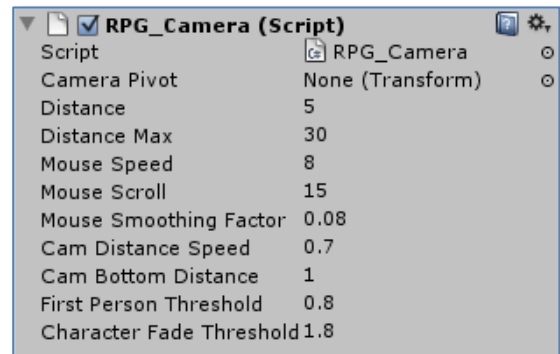 RPG_Camera (Script)
Script RPG_Camera
Camera Pivot None (Transform)
Distance 5
Distance Max 30
Mouse Speed 8
Mouse Scroll 15
Mouse Smoothing Factor 0.08
Cam Distance Speed 0.7
Cam Bottom Distance 1
First Person Threshold 0.8
Character Fade Threshold 1.8